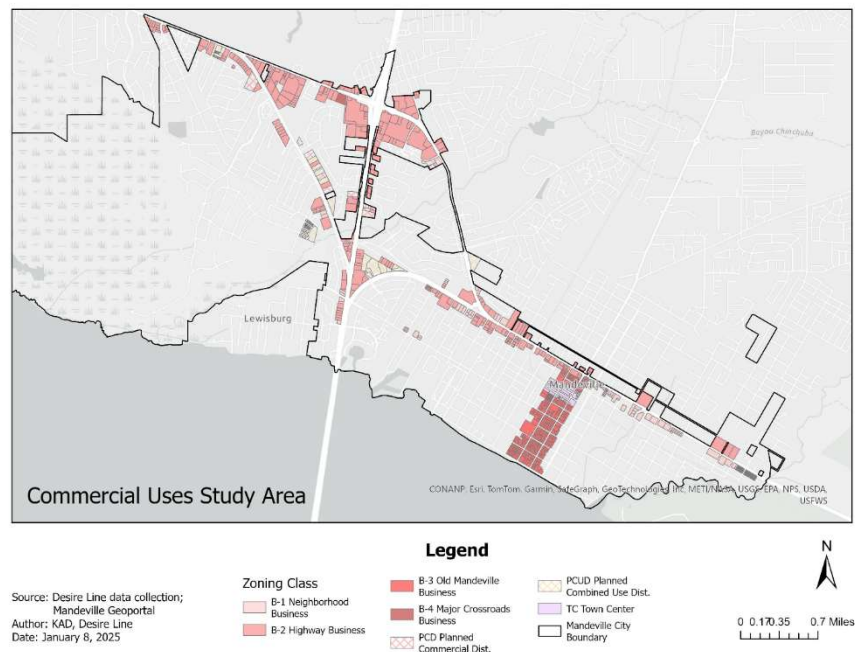 Bayou Chinchuba
Lewisburg
Mandeville
Commercial Uses Study Area
CONANP, Esri, TomTom, Garmin, SafeGraph, GeoTechnologies, Inc, METI/NASA, USGS, EPA, NPS, USDA,
USFWS
Legend
N
Source: Desire Line data collection;
Mandeville Geoportal
Author: KAD, Desire Line
Date: January 8, 2025
Zoning Class
B-1 Neighborhood
Business
B-2 Highway Business
B-3 Old Mandeville
Business
B-4 Major Crossroads
Business
PCD Planned
Commercial Dist.
PCUD Planned
Combined Use Dist.
TC Town Center
Mandeville City
Boundary
0 0.170.35 0.7 Miles